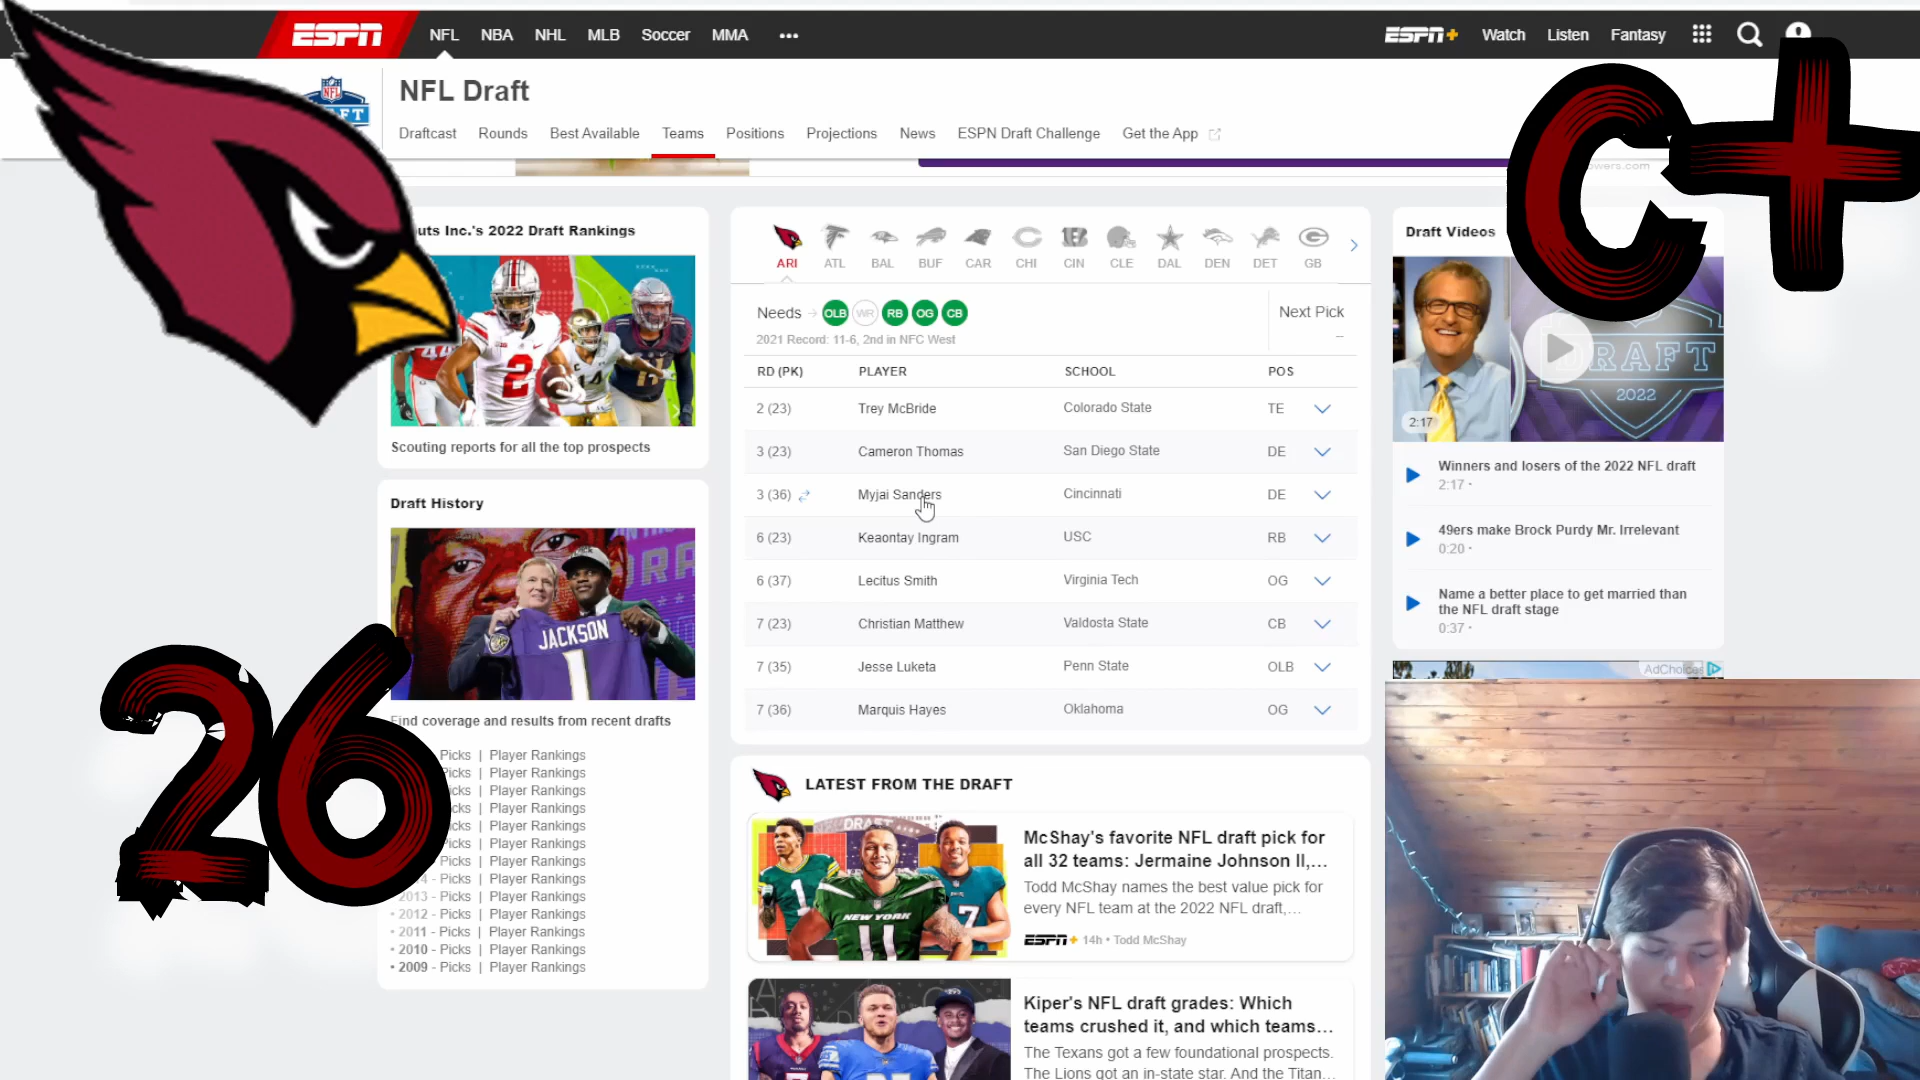 ESPN NFL NBA NHL MLB Soccer MMA ••• ESPN+ Watch Listen Fantasy
NFL Draft
Draftcast Rounds Best Available Teams Positions Projections News ESPN Draft Challenge Get the App
C+
26
uts Inc.'s 2022 Draft Rankings
Scouting reports for all the top prospects
Draft History
JACKSON
1
Find coverage and results from recent drafts
Picks | Player Rankings
Picks | Player Rankings
Picks | Player Rankings
cks | Player Rankings
cks | Player Rankings
Picks | Player Rankings
Picks | Player Rankings
4 - Picks | Player Rankings
• 2013 - Picks | Player Rankings
• 2012 - Picks | Player Rankings
• 2011 - Picks | Player Rankings
• 2010 - Picks | Player Rankings
• 2009 - Picks | Player Rankings
ARI ATL BAL BUF CAR CHI CIN CLE DAL DEN DET GB
Needs OLB WR RB OG CB
2021 Record: 11-6, 2nd in NFC West
Next Pick
--
RD (PK) PLAYER SCHOOL POS
2 (23) Trey McBride Colorado State TE
3 (23) Cameron Thomas San Diego State DE
3 (36) Myjai Sanders Cincinnati DE
6 (23) Keaontay Ingram USC RB
6 (37) Lecitus Smith Virginia Tech OG
7 (23) Christian Matthew Valdosta State CB
7 (35) Jesse Luketa Penn State OLB
7 (36) Marquis Hayes Oklahoma OG
LATEST FROM THE DRAFT
McShay's favorite NFL draft pick for
all 32 teams: Jermaine Johnson II,...
Todd McShay names the best value pick for
every NFL team at the 2022 NFL draft,...
ESPN+ 14h • Todd McShay
NEW YORK
11
Kiper's NFL draft grades: Which
teams crushed it, and which teams...
The Texans got a few foundational prospects.
The Lions got an in-state star. And the Titan...
Draft Videos
DRAFT
2022
2:17
Winners and losers of the 2022 NFL draft
2:17 •
49ers make Brock Purdy Mr. Irrelevant
0:20 •
Name a better place to get married than
the NFL draft stage
0:37 •
AdChoices